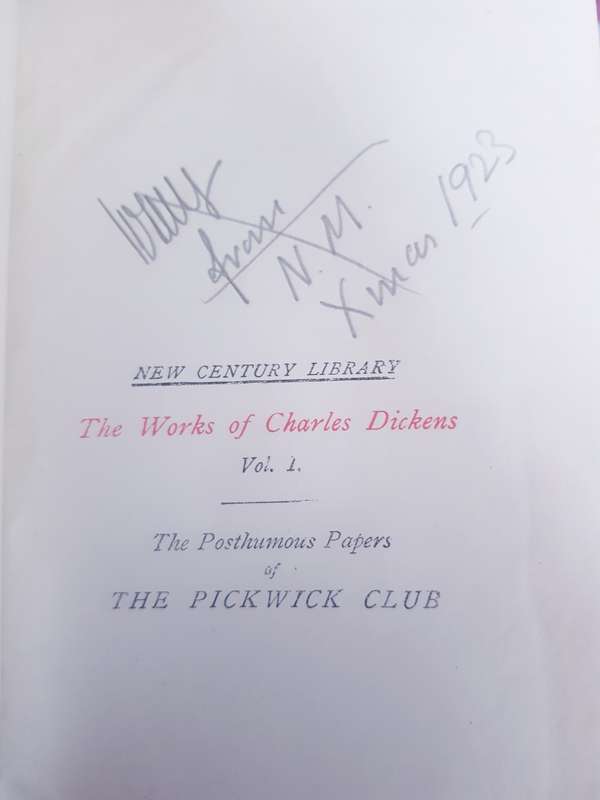 from
N. M.
Xmas 1923
NEW CENTURY LIBRARY
The Works of Charles Dickens
Vol. 1.
The Posthumous Papers
of
THE PICKWICK CLUB